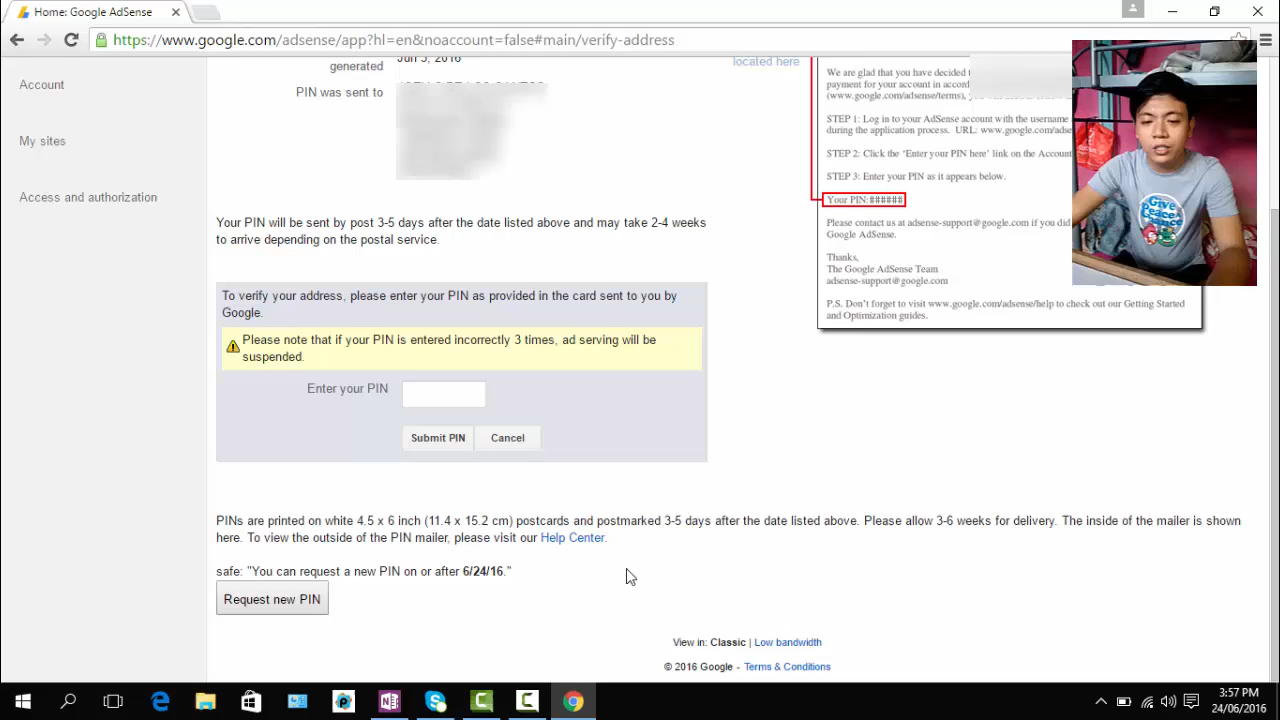 Home: Google AdSense
https://www.google.com/adsense/app?hl=en&noaccount=false#main/verify-address
Account
My sites
Access and authorization
generated
Jun 5, 2016
PIN was sent to
located here
Your PIN will be sent by post 3-5 days after the date listed above and may take 2-4 weeks
to arrive depending on the postal service.
To verify your address, please enter your PIN as provided in the card sent to you by
Google.
Please note that if your PIN is entered incorrectly 3 times, ad serving will be
suspended.
Enter your PIN
Submit PIN
Cancel
We are glad that you have decided
payment for your account in accord
(www.google.com/adsense/terms),
STEP 1: Log in to your AdSense account with the username
during the application process. URL: www.google.com/adse
STEP 2: Click the 'Enter your PIN here' link on the Account
STEP 3: Enter your PIN as it appears below.
Your PIN:######
Please contact us at adsense-support@google.com if you did
Google AdSense.
Thanks,
The Google AdSense Team
adsense-support@google.com
P.S. Don't forget to visit www.google.com/adsense/help to check out our Getting Started
and Optimization guides.
Give
Peace
Chance
PINs are printed on white 4.5 x 6 inch (11.4 x 15.2 cm) postcards and postmarked 3-5 days after the date listed above. Please allow 3-6 weeks for delivery. The inside of the mailer is shown
here. To view the outside of the PIN mailer, please visit our Help Center.
safe: "You can request a new PIN on or after 6/24/16."
Request new PIN
View in: Classic | Low bandwidth
© 2016 Google - Terms & Conditions
3:57 PM
24/06/2016